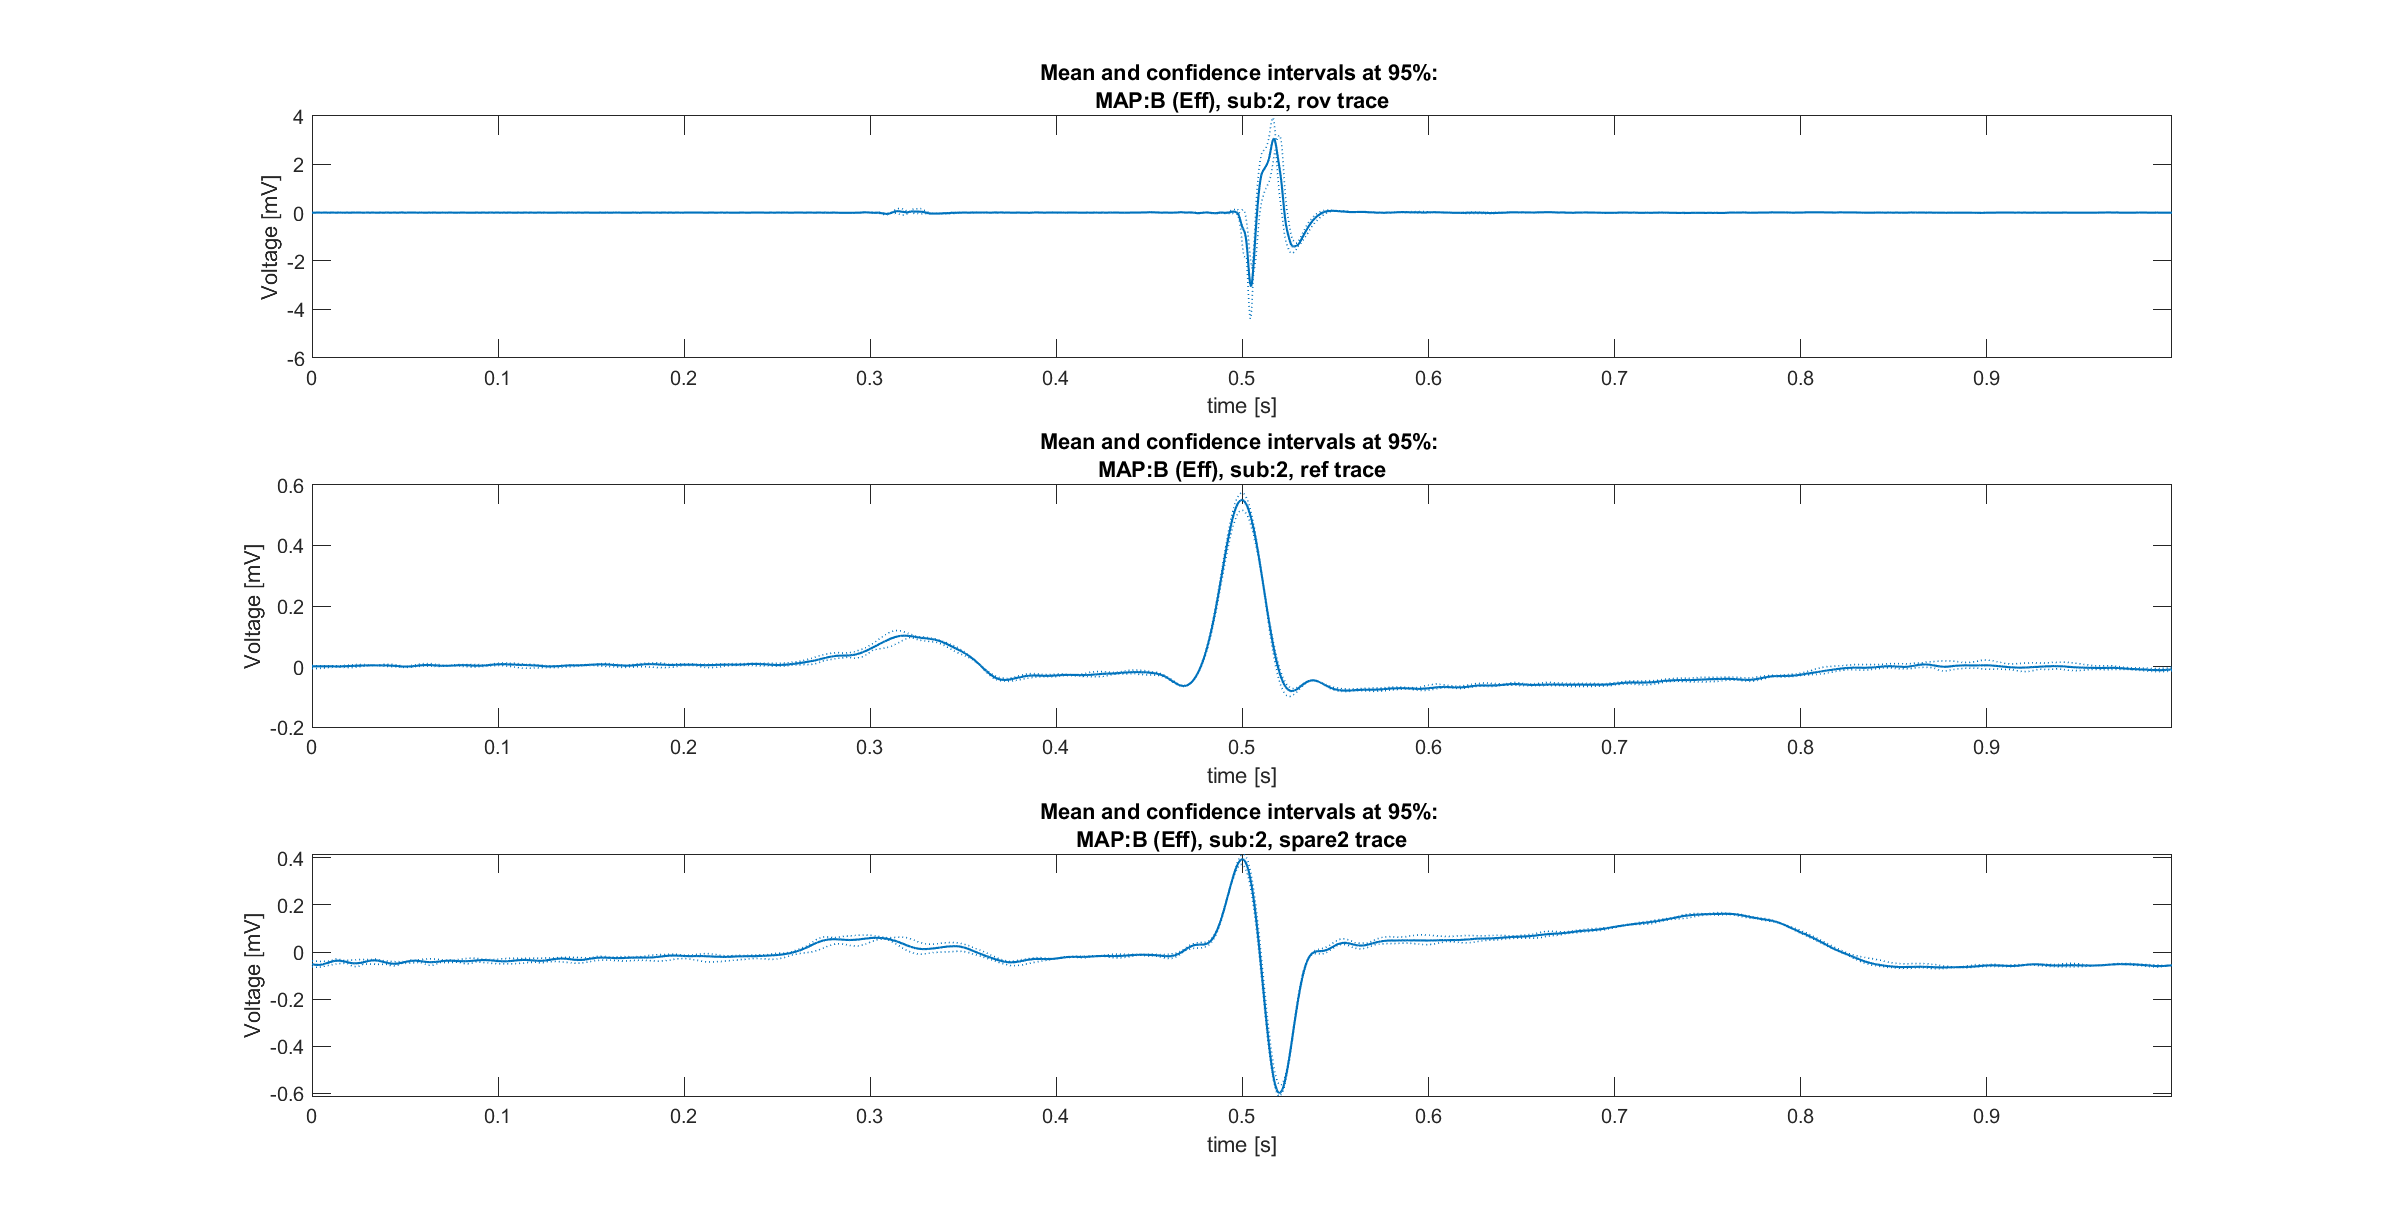 Mean and confidence intervals at 95%:
MAP:B (Eff), sub:2, rov trace
4
2
0
-2
-4
-6
Voltage [mV]
0 0.1 0.2 0.3 0.4 0.5 0.6 0.7 0.8 0.9
time [s]
Mean and confidence intervals at 95%:
MAP:B (Eff), sub:2, ref trace
0.6
0.4
0.2
0
-0.2
Voltage [mV]
0 0.1 0.2 0.3 0.4 0.5 0.6 0.7 0.8 0.9
time [s]
Mean and confidence intervals at 95%:
MAP:B (Eff), sub:2, spare2 trace
0.4
0.2
0
-0.2
-0.4
-0.6
Voltage [mV]
0 0.1 0.2 0.3 0.4 0.5 0.6 0.7 0.8 0.9
time [s]